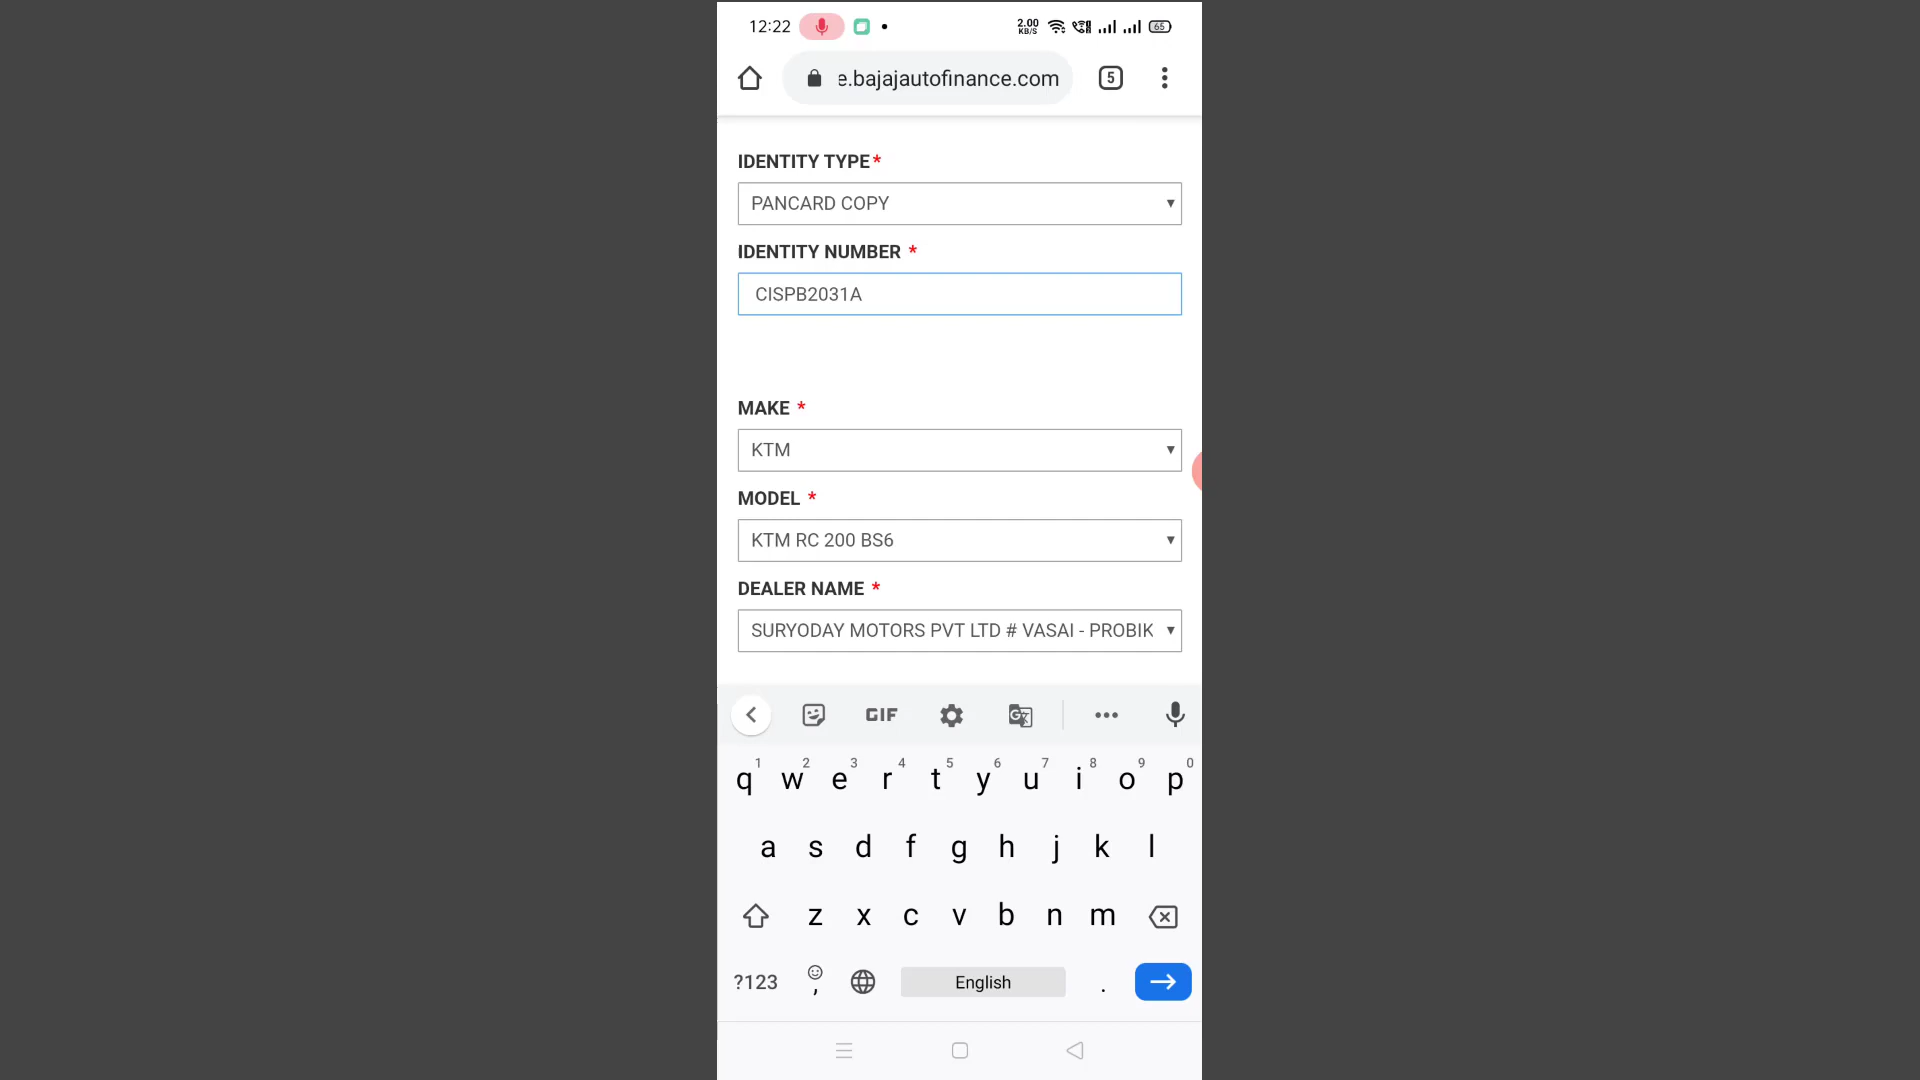 12:22
2.00
KB/S
65
e.bajajautofinance.com
5
IDENTITY TYPE*
PANCARD COPY
IDENTITY NUMBER *
CISPB2031A
MAKE *
KTM
MODEL *
KTM RC 200 BS6
DEALER NAME *
SURYODAY MOTORS PVT LTD # VASAI - PROBIK
GIF
1 2 3 4 5 6 7 8 9 0
q w e r t y u i o p
a s d f g h j k l
z x c v b n m
?123 , English .